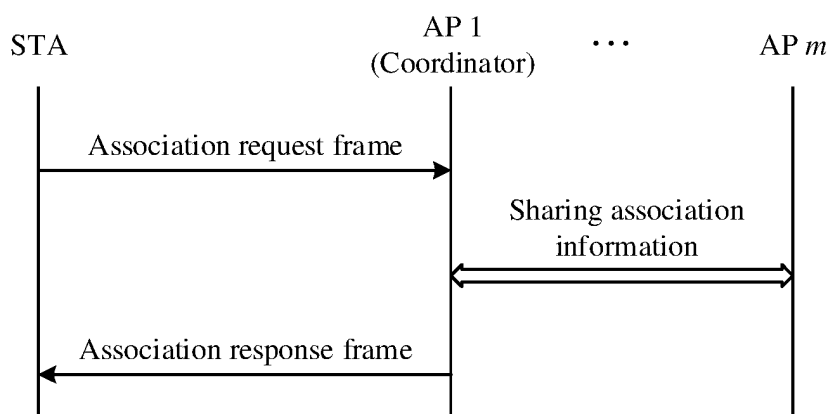 STA
AP 1
(Coordinator)
...
AP m
Association request frame
Sharing association
information
Association response frame